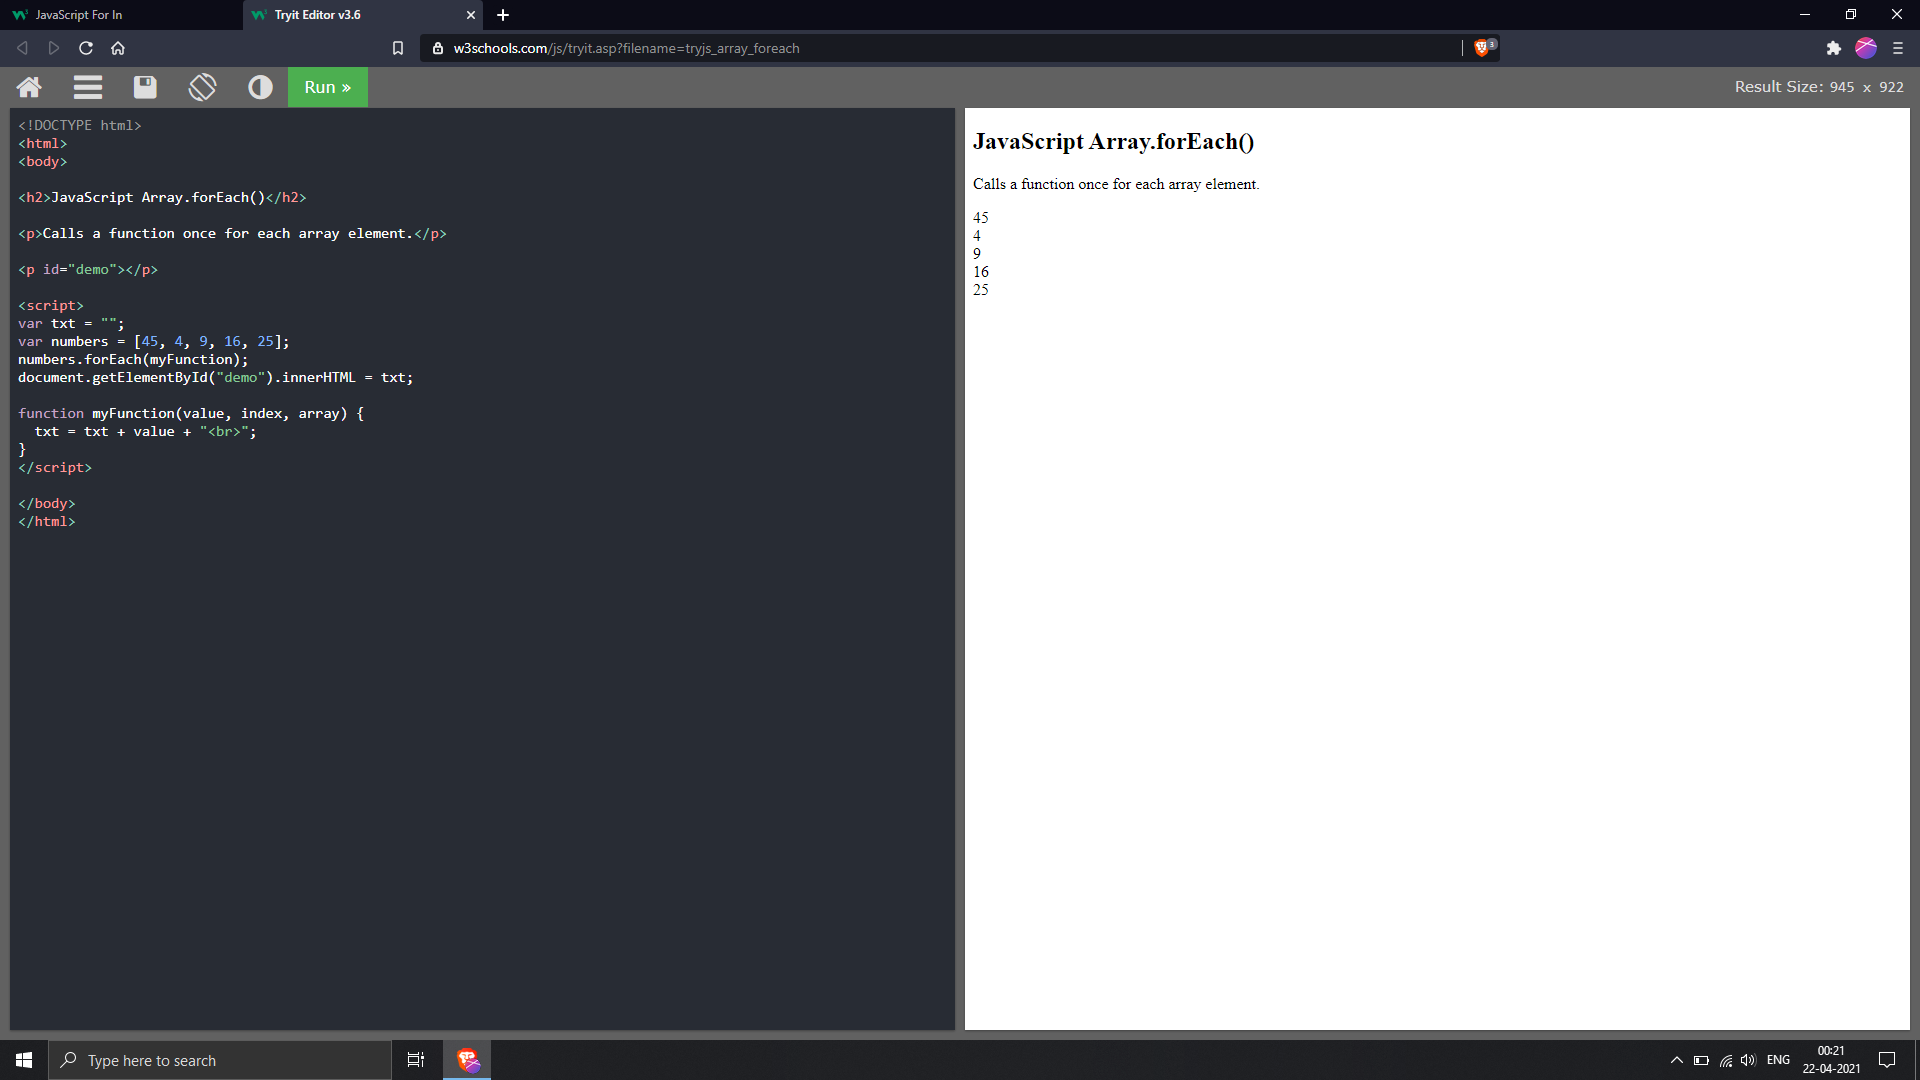 JavaScript For In
Tryit Editor v3.6
w3schools.com/js/tryit.asp?filename=tryjs_array_foreach
3
Run »
Result Size: 945 x 922
<!DOCTYPE html>
<html>
<body>
<h2>JavaScript Array.forEach()</h2>
<p>Calls a function once for each array element.</p>
<p id="demo"></p>
<script>
var txt = "";
var numbers = [45, 4, 9, 16, 25];
numbers.forEach(myFunction);
document.getElementById("demo").innerHTML = txt;
function myFunction(value, index, array) {
  txt = txt + value + "<br>";
}
</script>
</body>
</html>
JavaScript Array.forEach()
Calls a function once for each array element.
45
4
9
16
25
Type here to search
ENG
00:21
22-04-2021